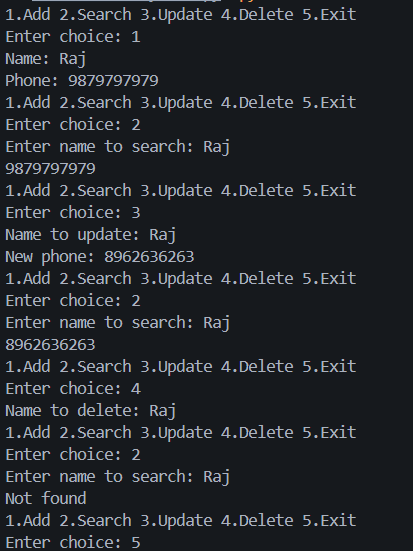 1.Add 2.Search 3.Update 4.Delete 5.Exit
Enter choice: 1
Name: Raj
Phone: 9879797979
1.Add 2.Search 3.Update 4.Delete 5.Exit
Enter choice: 2
Enter name to search: Raj
9879797979
1.Add 2.Search 3.Update 4.Delete 5.Exit
Enter choice: 3
Name to update: Raj
New phone: 8962636263
1.Add 2.Search 3.Update 4.Delete 5.Exit
Enter choice: 2
Enter name to search: Raj
8962636263
1.Add 2.Search 3.Update 4.Delete 5.Exit
Enter choice: 4
Name to delete: Raj
1.Add 2.Search 3.Update 4.Delete 5.Exit
Enter choice: 2
Enter name to search: Raj
Not found
1.Add 2.Search 3.Update 4.Delete 5.Exit
Enter choice: 5